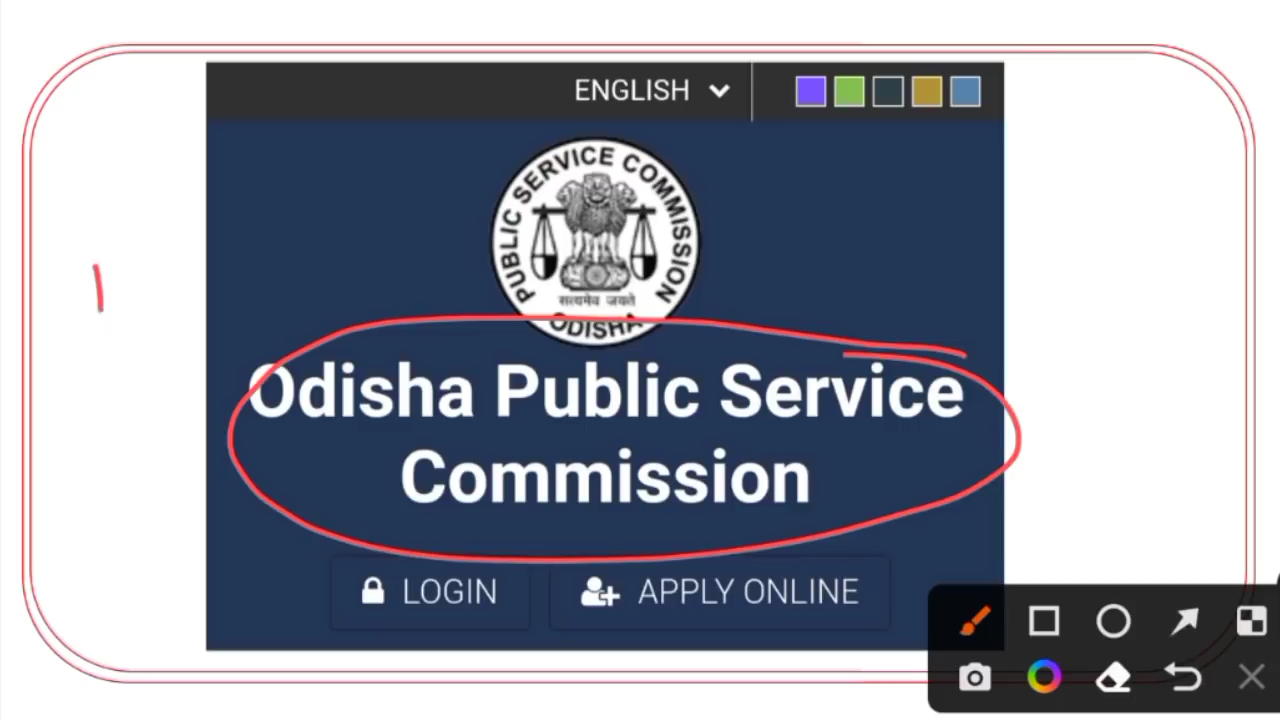 ENGLISH
PUBLIC SERVICE COMMISSION
सत्यमेव जयते
ODISHA
Odisha Public Service
Commission
LOGIN
APPLY ONLINE